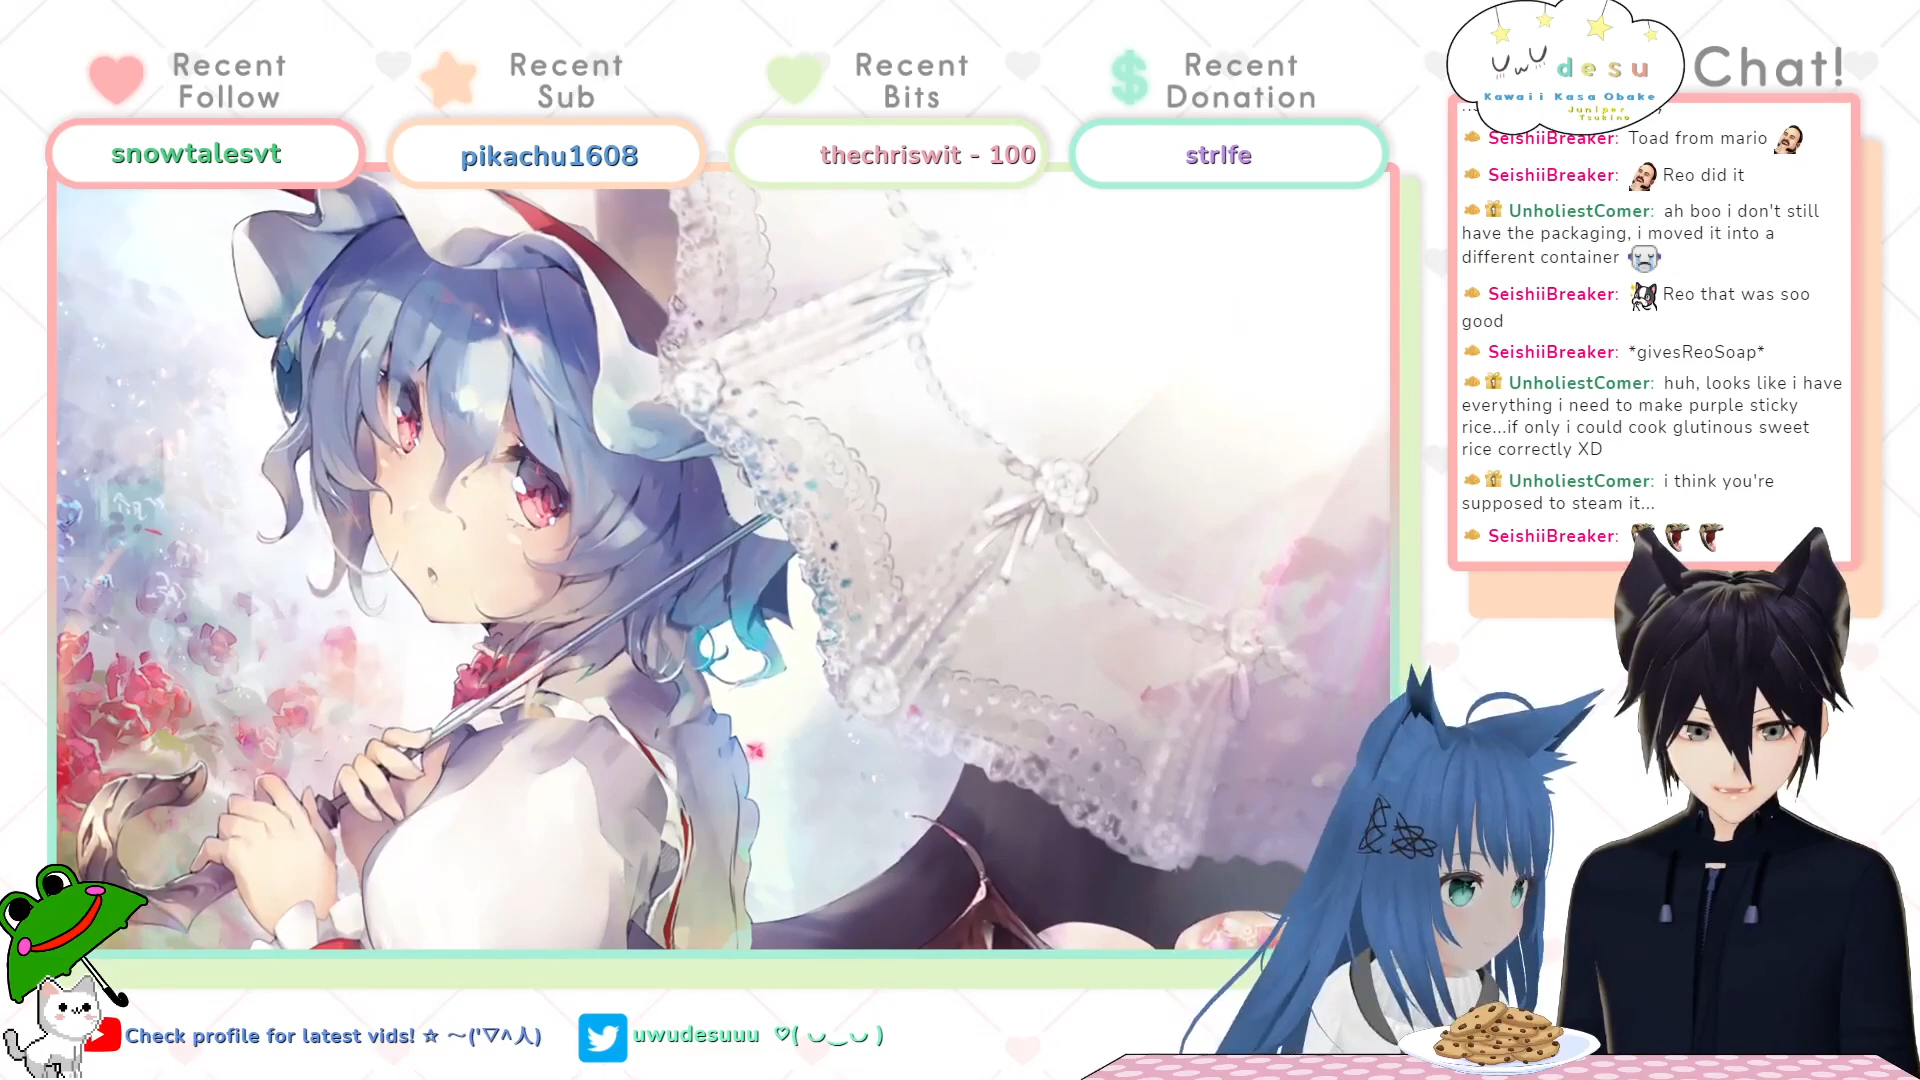 Recent
Follow
Recent
Sub
Recent
Bits
Recent
Donation
UwU desu
Kawaii Kasa Obake
Juniper
Tsukino
Chat!
snowtalesvt
pikachu1608
thechriswit - 100
strlfe
SeishiiBreaker: Toad from mario
SeishiiBreaker: Reo did it
UnholiestComer: ah boo i don't still
have the packaging, i moved it into a
different container
SeishiiBreaker: Reo that was soo
good
SeishiiBreaker: *givesReoSoap*
UnholiestComer: huh, looks like i have
everything i need to make purple sticky
rice...if only i could cook glutinous sweet
rice correctly XD
UnholiestComer: i think you're
supposed to steam it...
SeishiiBreaker:
Check profile for latest vids! ☆ ～('▽^人)
uwudesuuu ♡( ◡‿◡ )